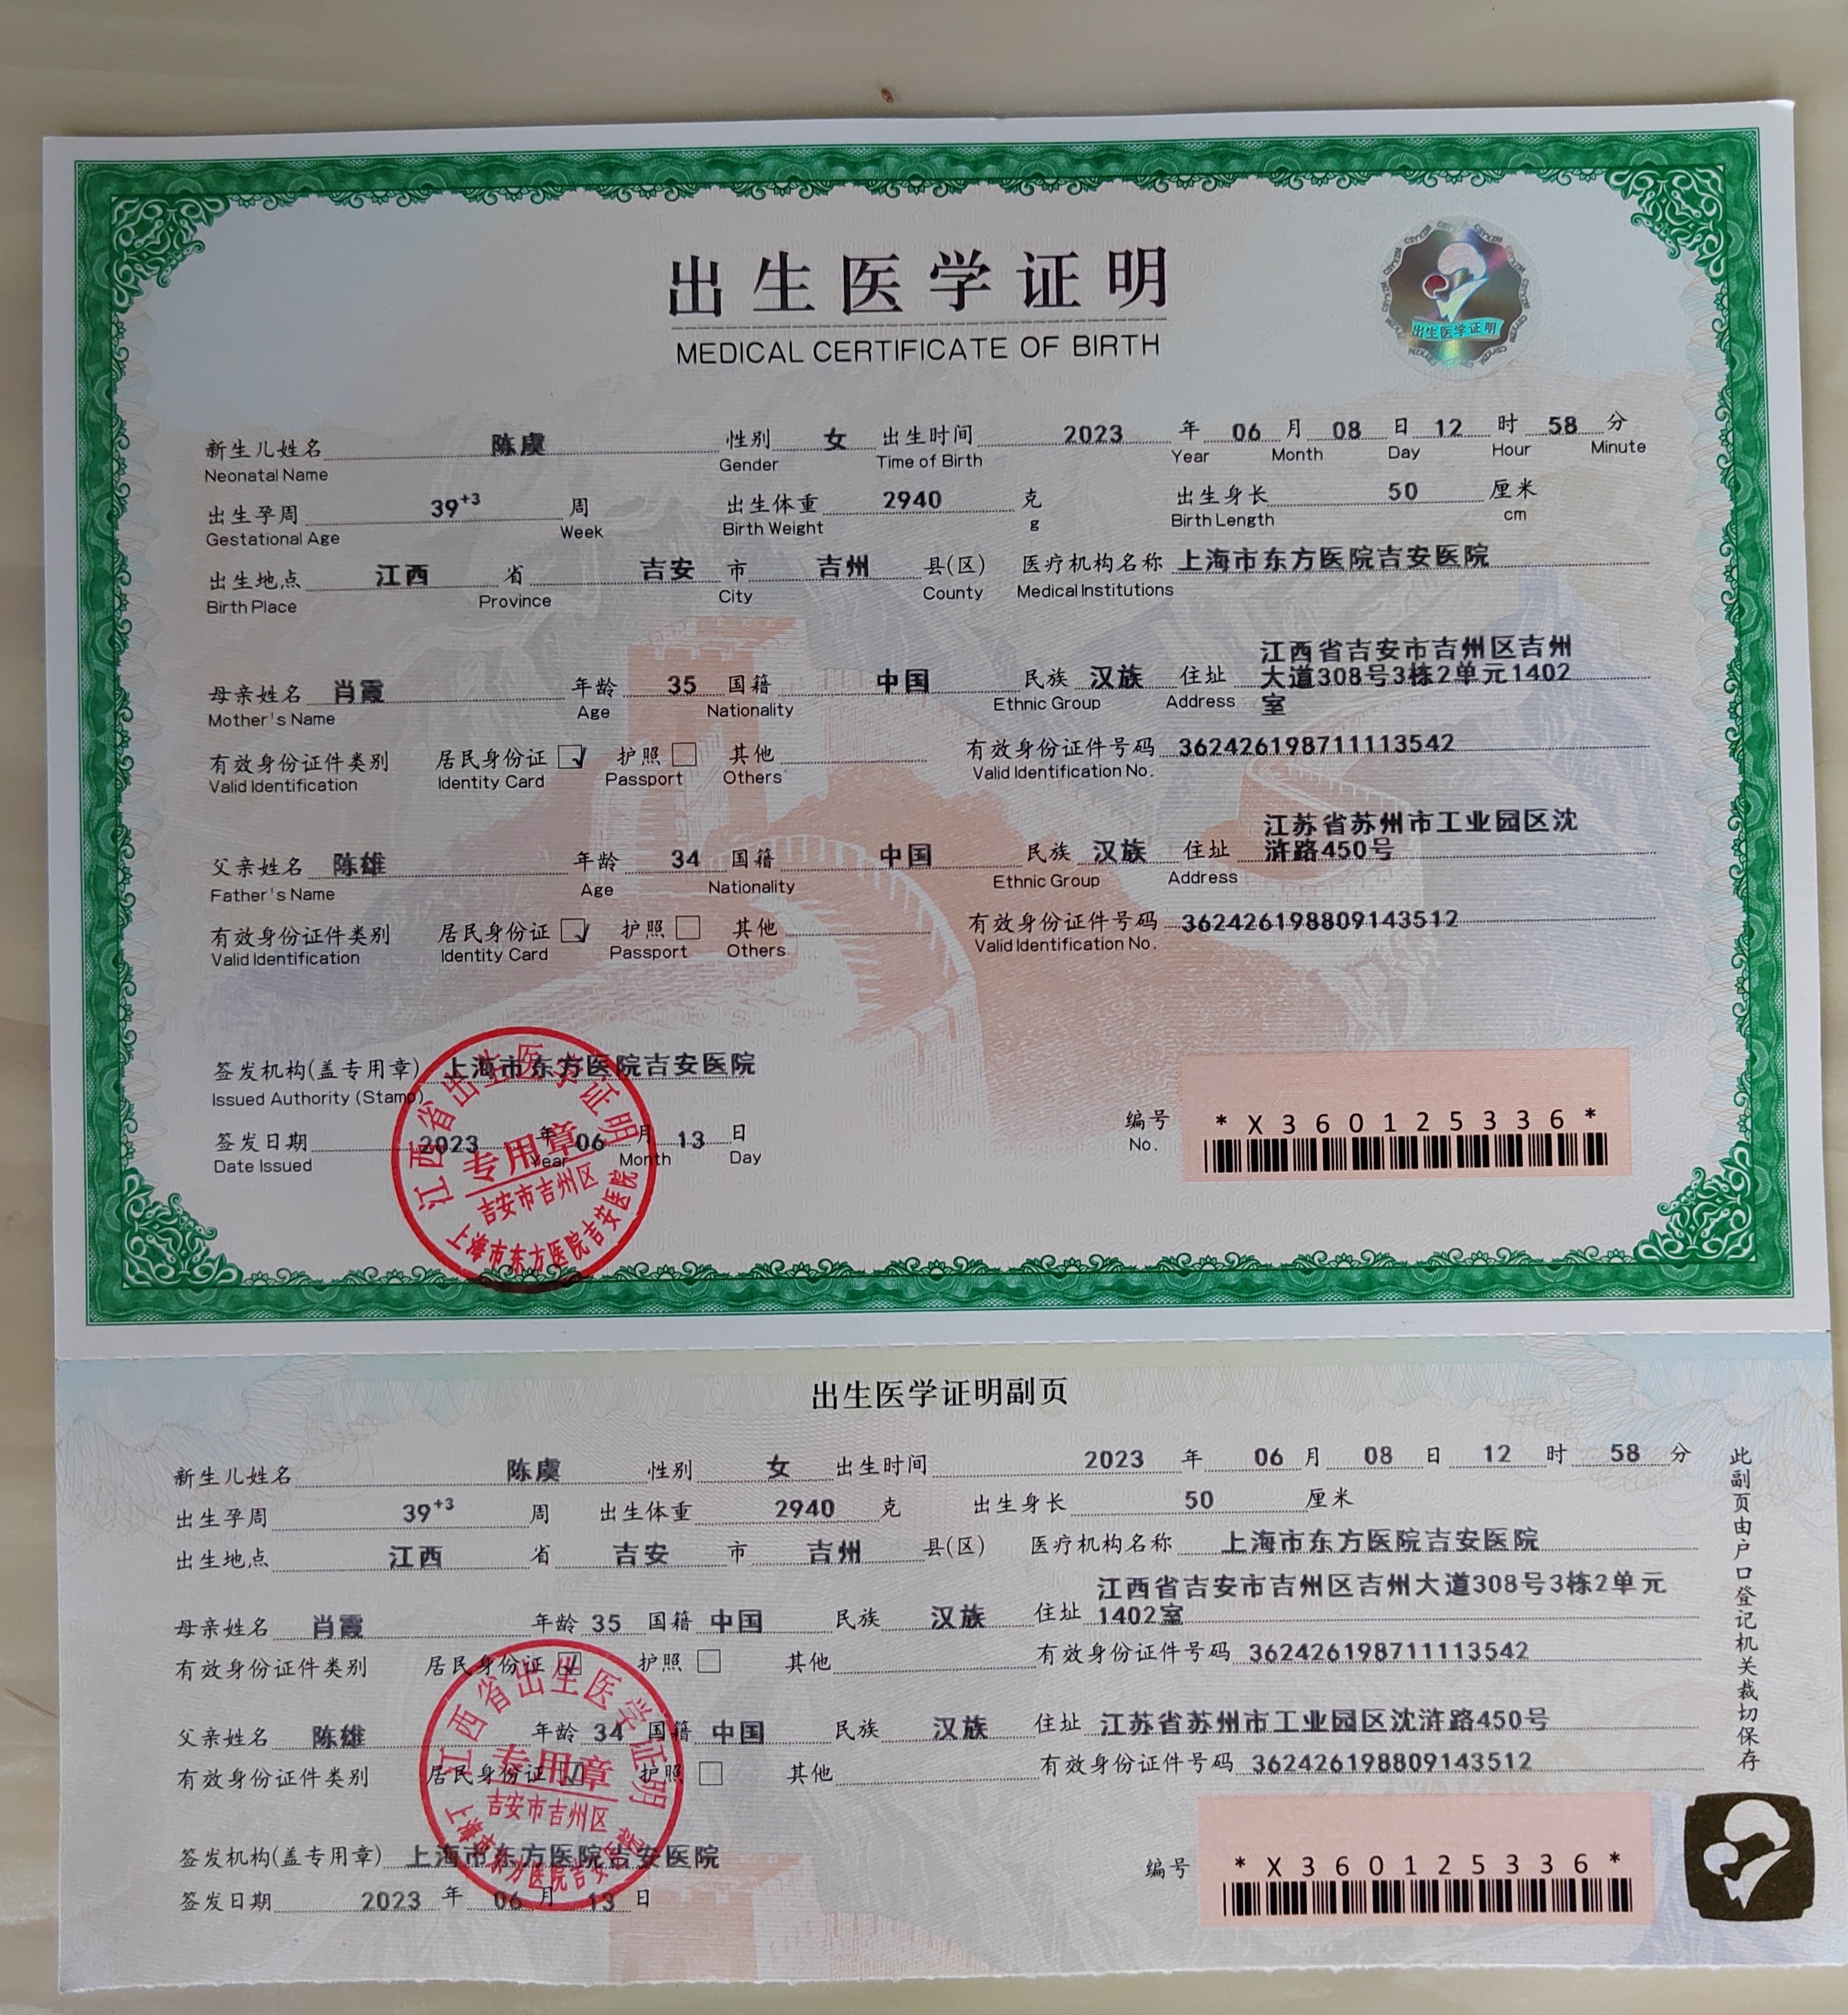 出生医学证明
MEDICAL CERTIFICATE OF BIRTH
出生医学证明
新生儿姓名 陈虞 性别 女 出生时间 2023 年 06 月 08 日 12 时 58 分
Neonatal Name Gender Time of Birth Year Month Day Hour Minute
出生孕周 39+3 周 出生体重 2940 克 出生身长 50 厘米
Gestational Age Week Birth Weight g Birth Length cm
出生地点 江西 省 吉安 市 吉州 县(区) 医疗机构名称 上海市东方医院吉安医院
Birth Place Province City County Medical Institutions
江西省吉安市吉州区吉州
母亲姓名 肖霞 年龄 35 国籍 中国 民族 汉族 住址 大道308号3栋2单元1402
Mother's Name Age Nationality Ethnic Group Address 室
有效身份证件类别 居民身份证 护照 其他 有效身份证件号码 362426198711113542
Valid Identification Identity Card Passport Others Valid Identification No.
江苏省苏州市工业园区沈
父亲姓名 陈雄 年龄 34 国籍 中国 民族 汉族 住址 浒路450号
Father's Name Age Nationality Ethnic Group Address
有效身份证件类别 居民身份证 护照 其他 有效身份证件号码 362426198809143512
Valid Identification Identity Card Passport Others Valid Identification No.
签发机构(盖专用章) 上海市东方医院吉安医院
Issued Authority (Stamp)
签发日期 2023 年 06 月 13 日
Date Issued Year Month Day
江西省出生医学证明
专用章
吉安市吉州区
上海市东方医院吉安医院
编号 *X360125336*
No.
出生医学证明副页
新生儿姓名 陈虞 性别 女 出生时间 2023 年 06 月 08 日 12 时 58 分
出生孕周 39+3 周 出生体重 2940 克 出生身长 50 厘米
出生地点 江西 省 吉安 市 吉州 县(区) 医疗机构名称 上海市东方医院吉安医院
江西省吉安市吉州区吉州大道308号3栋2单元
母亲姓名 肖霞 年龄 35 国籍 中国 民族 汉族 住址 1402室
有效身份证件类别 居民身份证 护照 其他 有效身份证件号码 362426198711113542
父亲姓名 陈雄 年龄 34 国籍 中国 民族 汉族 住址 江苏省苏州市工业园区沈浒路450号
有效身份证件类别 居民身份证 护照 其他 有效身份证件号码 362426198809143512
签发机构(盖专用章) 上海市东方医院吉安医院
签发日期 2023 年 06 月 13 日
江西省出生医学证明
专用章
吉安市吉州区
上海市东方医院吉安医院
编号 *X360125336*
此副页由户口登记机关裁切保存